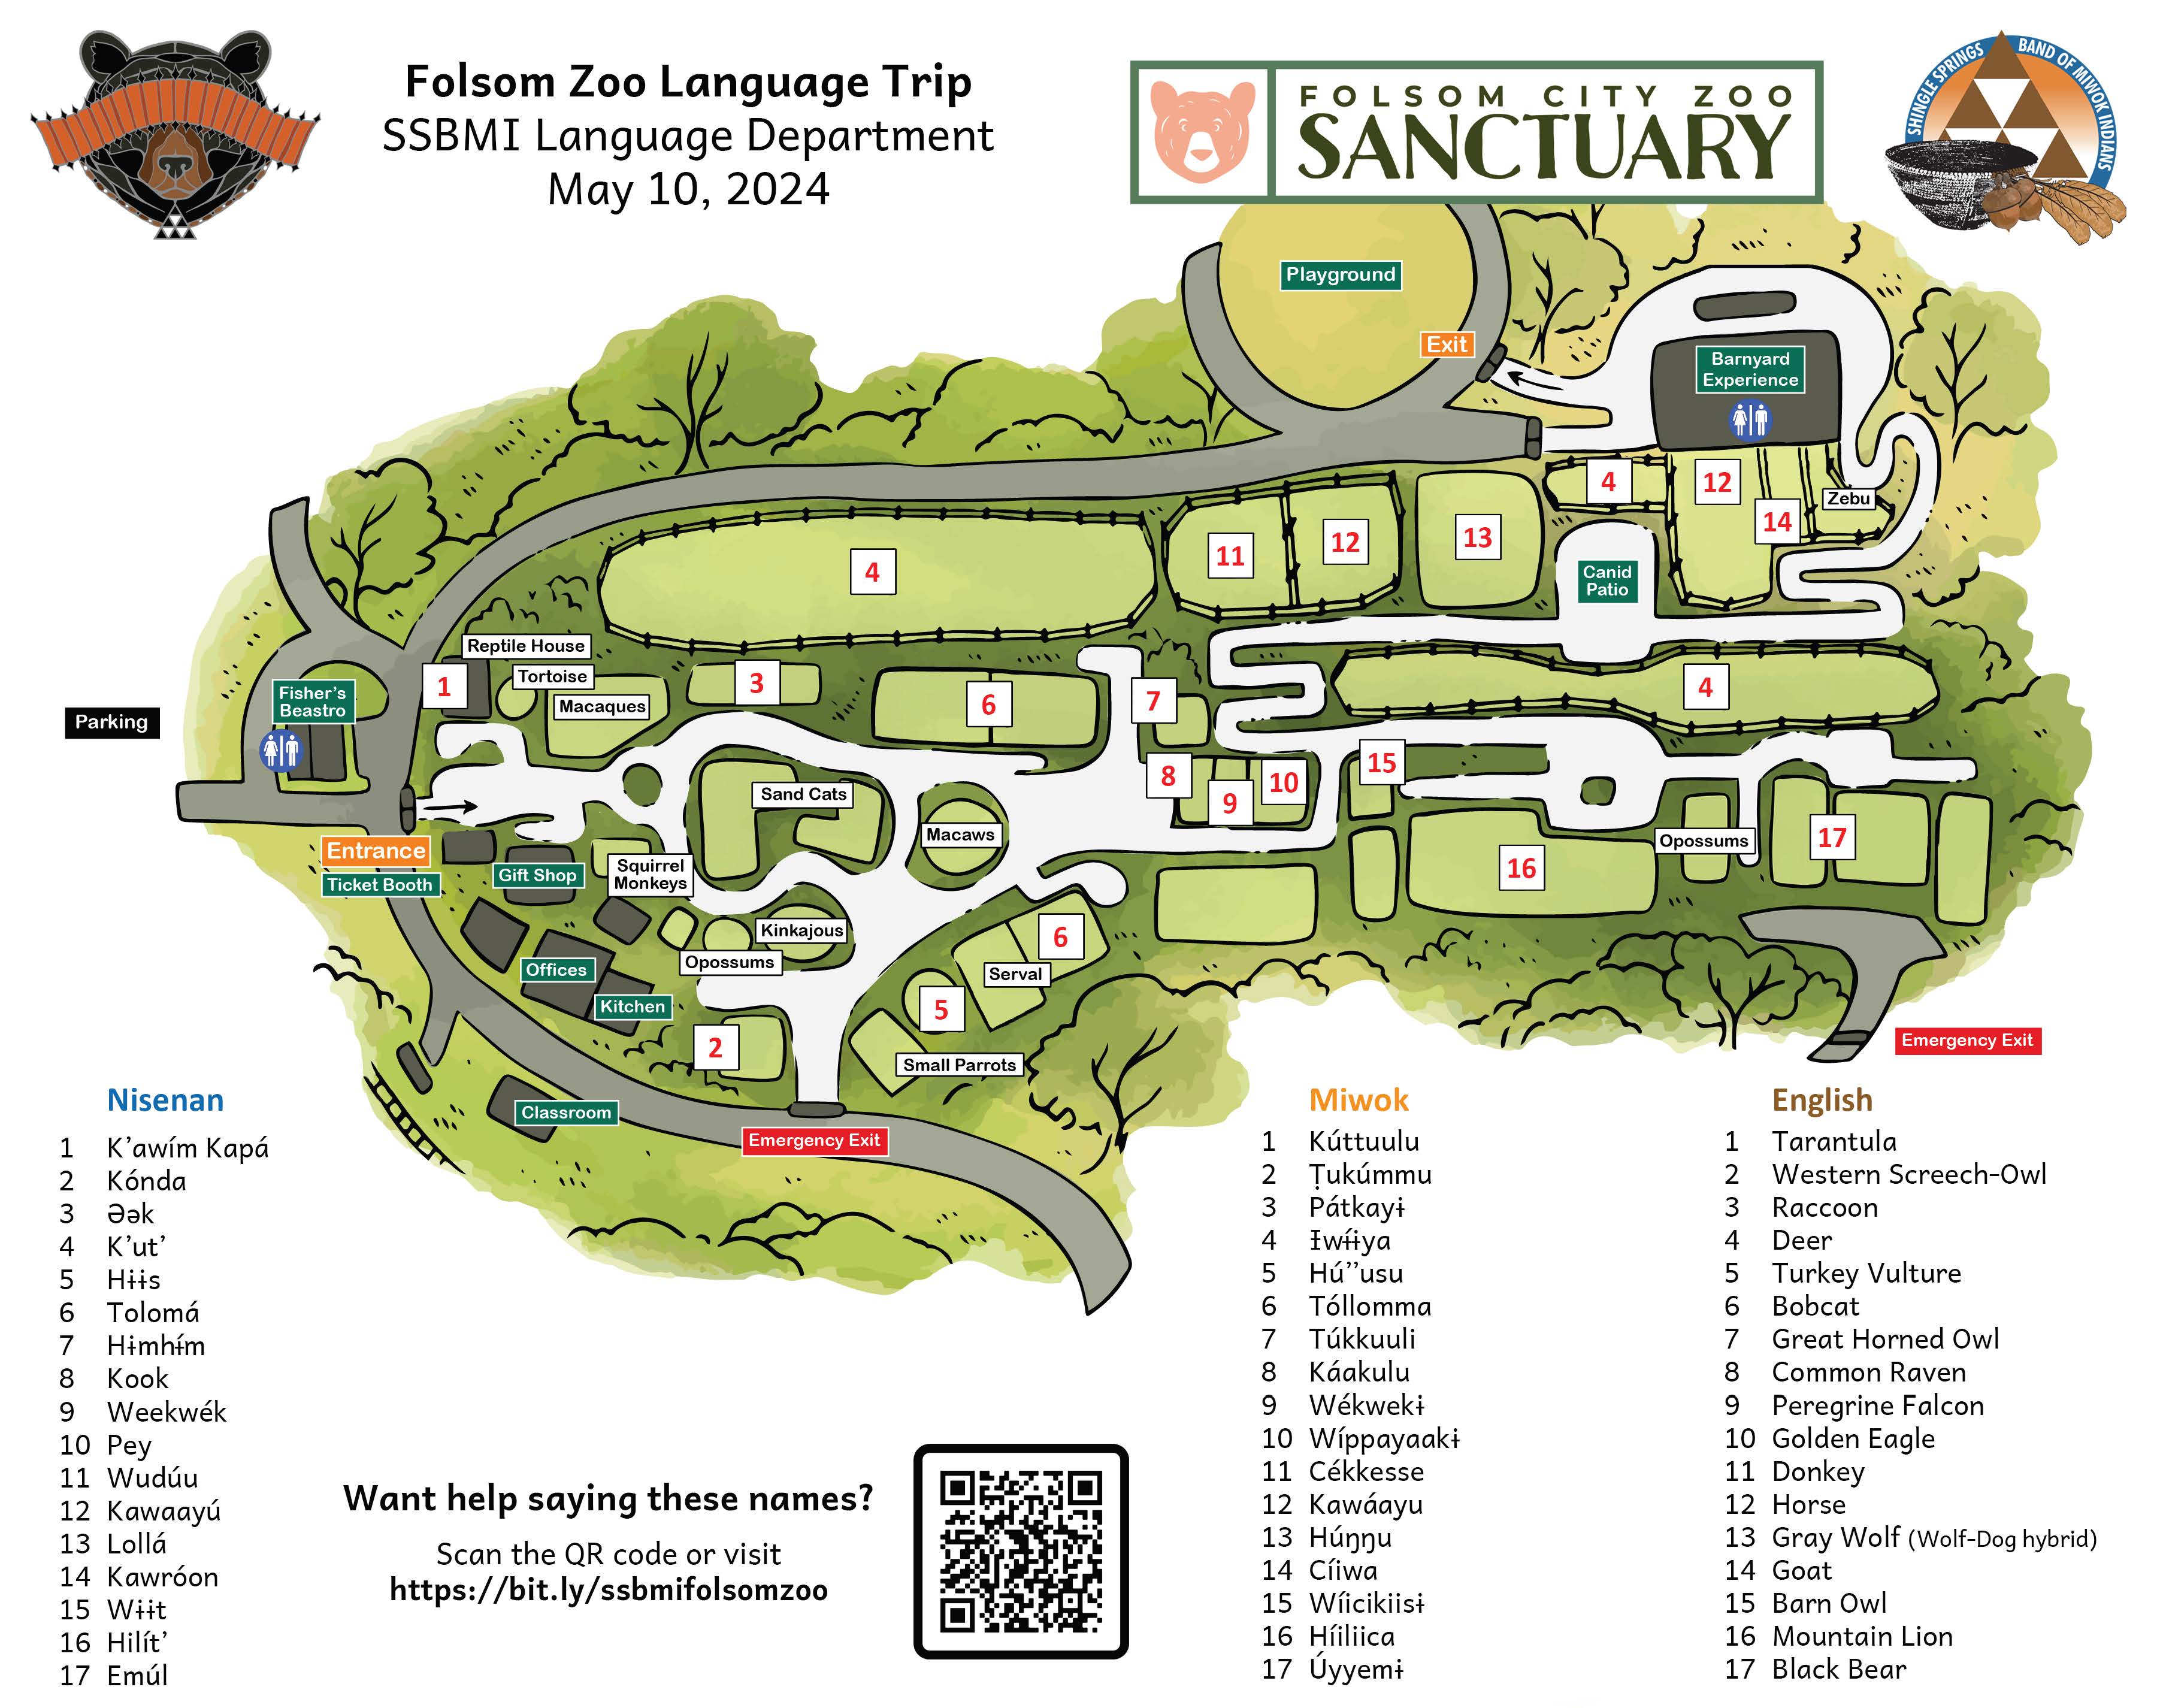 Folsom Zoo Language Trip
SSBMI Language Department
May 10, 2024
FOLSOM CITY ZOO
SANCTUARY
SHINGLE SPRINGS BAND OF MIWOK INDIANS
Playground
Exit
Barnyard
Experience
4
12
14
Zebu
11
12
13
4
Canid
Patio
Reptile House
1
Tortoise
Macaques
3
6
7
4
Fisher's
Beastro
Parking
8
9
10
15
Sand Cats
Macaws
Opossums
17
16
Entrance
Ticket Booth
Gift Shop
Squirrel
Monkeys
Kinkajous
6
Opossums
Serval
Offices
Kitchen
5
2
Small Parrots
Emergency Exit
Classroom
Emergency Exit
Nisenan
1 K’awím Kapá
2 Kónda
3 Əək
4 K’ut’
5 Hɨɨs
6 Tolomá
7 Hɨmhɨ́m
8 Kook
9 Weekwék
10 Pey
11 Wudúu
12 Kawaayú
13 Lollá
14 Kawróon
15 Wɨɨt
16 Hilít’
17 Emúl
Want help saying these names?
Scan the QR code or visit
https://bit.ly/ssbmifolsomzoo
Miwok
1 Kúttuulu
2 Ṭukúmmu
3 Pátkayɨ
4 Ɨwɨ́ɨya
5 Hú’’usu
6 Tóllomma
7 Túkkuuli
8 Káakulu
9 Wékwekɨ
10 Wíppayaakɨ
11 Cékkesse
12 Kawáayu
13 Húŋŋu
14 Cíiwa
15 Wíicikiisɨ
16 Híiliica
17 Úyyemɨ
English
1 Tarantula
2 Western Screech-Owl
3 Raccoon
4 Deer
5 Turkey Vulture
6 Bobcat
7 Great Horned Owl
8 Common Raven
9 Peregrine Falcon
10 Golden Eagle
11 Donkey
12 Horse
13 Gray Wolf (Wolf-Dog hybrid)
14 Goat
15 Barn Owl
16 Mountain Lion
17 Black Bear